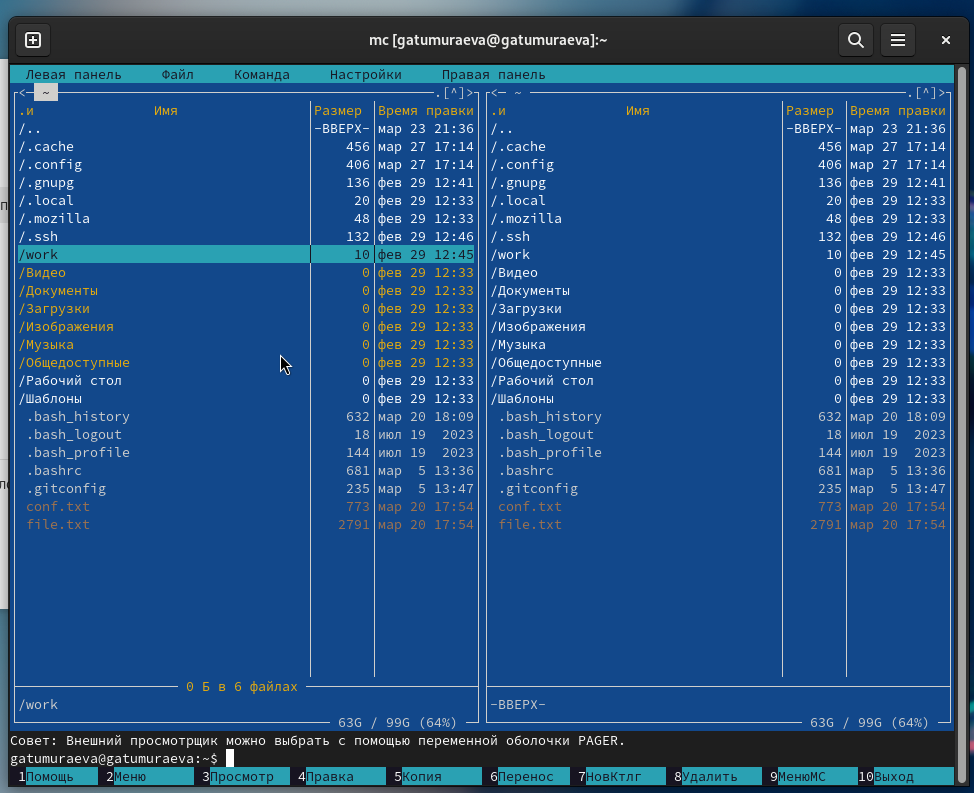 mc [gatumuraeva@gatumuraeva]:~
Левая панель Файл Команда Настройки Правая панель
<─ ~ ─.[^]>
.и Имя Размер Время правки
/.. -ВВЕРХ- мар 23 21:36
/.cache 456 мар 27 17:14
/.config 406 мар 27 17:14
/.gnupg 136 фев 29 12:41
/.local 20 фев 29 12:33
/.mozilla 48 фев 29 12:33
/.ssh 132 фев 29 12:46
/work 10 фев 29 12:45
/Видео 0 фев 29 12:33
/Документы 0 фев 29 12:33
/Загрузки 0 фев 29 12:33
/Изображения 0 фев 29 12:33
/Музыка 0 фев 29 12:33
/Общедоступные 0 фев 29 12:33
/Рабочий стол 0 фев 29 12:33
/Шаблоны 0 фев 29 12:33
.bash_history 632 мар 20 18:09
.bash_logout 18 июл 19 2023
.bash_profile 144 июл 19 2023
.bashrc 681 мар 5 13:36
.gitconfig 235 мар 5 13:47
conf.txt 773 мар 20 17:54
file.txt 2791 мар 20 17:54
0 Б в 6 файлах
/work
63G / 99G (64%)
<─ ~ ─.[^]>
.и Имя Размер Время правки
/.. -ВВЕРХ- мар 23 21:36
/.cache 456 мар 27 17:14
/.config 406 мар 27 17:14
/.gnupg 136 фев 29 12:41
/.local 20 фев 29 12:33
/.mozilla 48 фев 29 12:33
/.ssh 132 фев 29 12:46
/work 10 фев 29 12:45
/Видео 0 фев 29 12:33
/Документы 0 фев 29 12:33
/Загрузки 0 фев 29 12:33
/Изображения 0 фев 29 12:33
/Музыка 0 фев 29 12:33
/Общедоступные 0 фев 29 12:33
/Рабочий стол 0 фев 29 12:33
/Шаблоны 0 фев 29 12:33
.bash_history 632 мар 20 18:09
.bash_logout 18 июл 19 2023
.bash_profile 144 июл 19 2023
.bashrc 681 мар 5 13:36
.gitconfig 235 мар 5 13:47
conf.txt 773 мар 20 17:54
file.txt 2791 мар 20 17:54
-ВВЕРХ-
63G / 99G (64%)
Совет: Внешний просмотрщик можно выбрать с помощью переменной оболочки PAGER.
gatumuraeva@gatumuraeva:~$
1Помощь 2Меню 3Просмотр 4Правка 5Копия 6Перенос 7НовКтлг 8Удалить 9МенюМС 10Выход